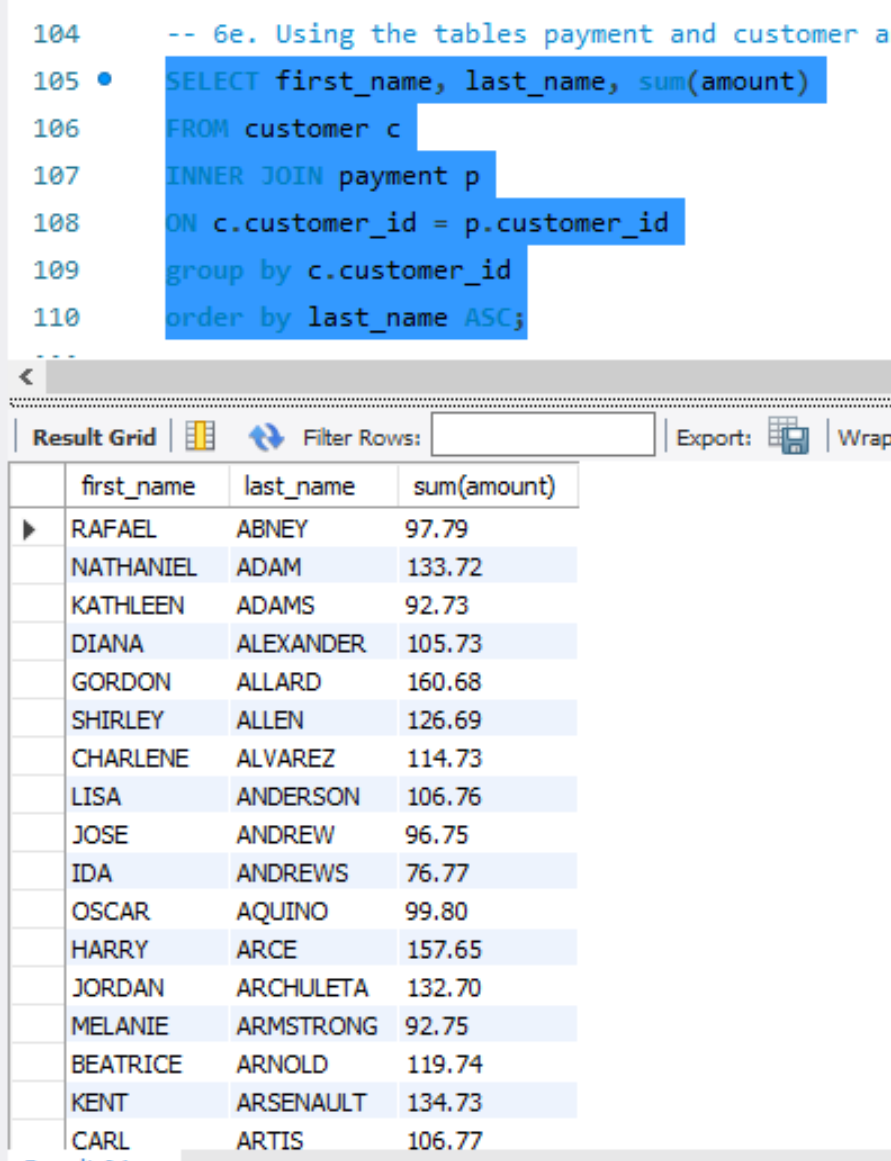 104 -- 6e. Using the tables payment and customer a
105 SELECT first_name, last_name, sum(amount)
106 FROM customer c
107 INNER JOIN payment p
108 ON c.customer_id = p.customer_id
109 group by c.customer_id
110 order by last_name ASC;
Result Grid Filter Rows: Export: Wrap
first_name last_name sum(amount)
RAFAEL ABNEY 97.79
NATHANIEL ADAM 133.72
KATHLEEN ADAMS 92.73
DIANA ALEXANDER 105.73
GORDON ALLARD 160.68
SHIRLEY ALLEN 126.69
CHARLENE ALVAREZ 114.73
LISA ANDERSON 106.76
JOSE ANDREW 96.75
IDA ANDREWS 76.77
OSCAR AQUINO 99.80
HARRY ARCE 157.65
JORDAN ARCHULETA 132.70
MELANIE ARMSTRONG 92.75
BEATRICE ARNOLD 119.74
KENT ARSENAULT 134.73
CARL ARTIS 106.77